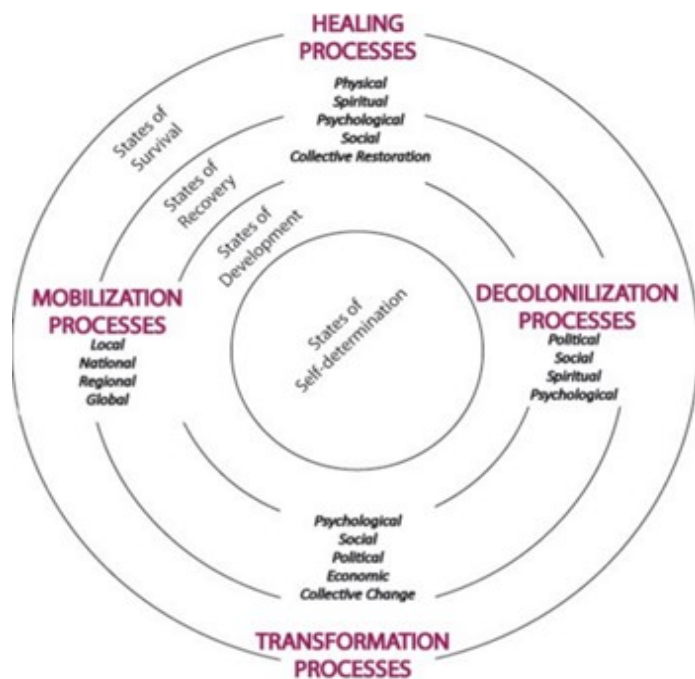 HEALING
PROCESSES
Physical
Spiritual
Psychological
Social
Collective Restoration
States of
Survival
States of
Recovery
States of
Development
States of
Self-determination
MOBILIZATION
PROCESSES
Local
National
Regional
Global
DECOLONILIZATION
PROCESSES
Political
Social
Spiritual
Psychological
Psychological
Social
Political
Economic
Collective Change
TRANSFORMATION
PROCESSES